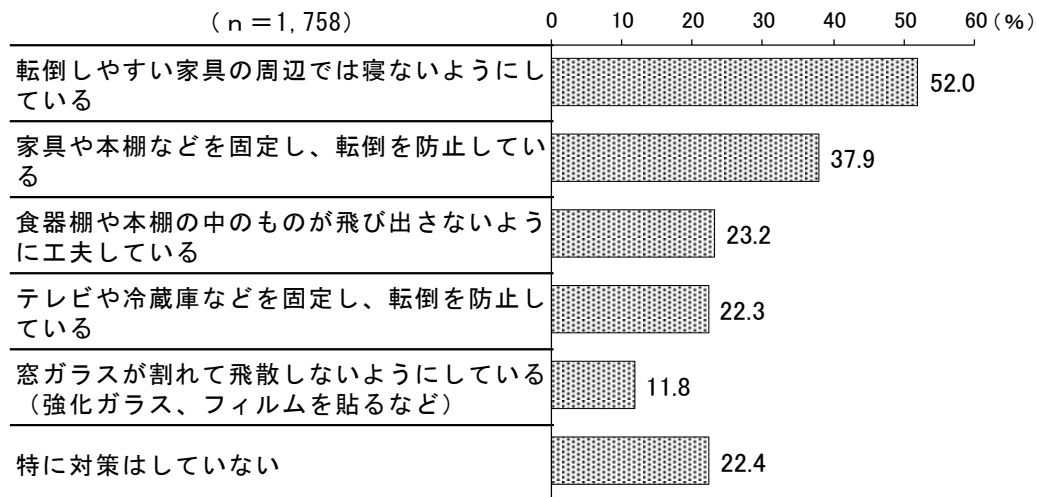 （ｎ＝1,758） 0 10 20 30 40 50 60（％）
転倒しやすい家具の周辺では寝ないようにし
ている
52.0
家具や本棚などを固定し、転倒を防止してい
る
37.9
食器棚や本棚の中のものが飛び出さないよう
に工夫している
23.2
テレビや冷蔵庫などを固定し、転倒を防止し
ている
22.3
窓ガラスが割れて飛散しないようにしている
（強化ガラス、フィルムを貼るなど）
11.8
特に対策はしていない
22.4